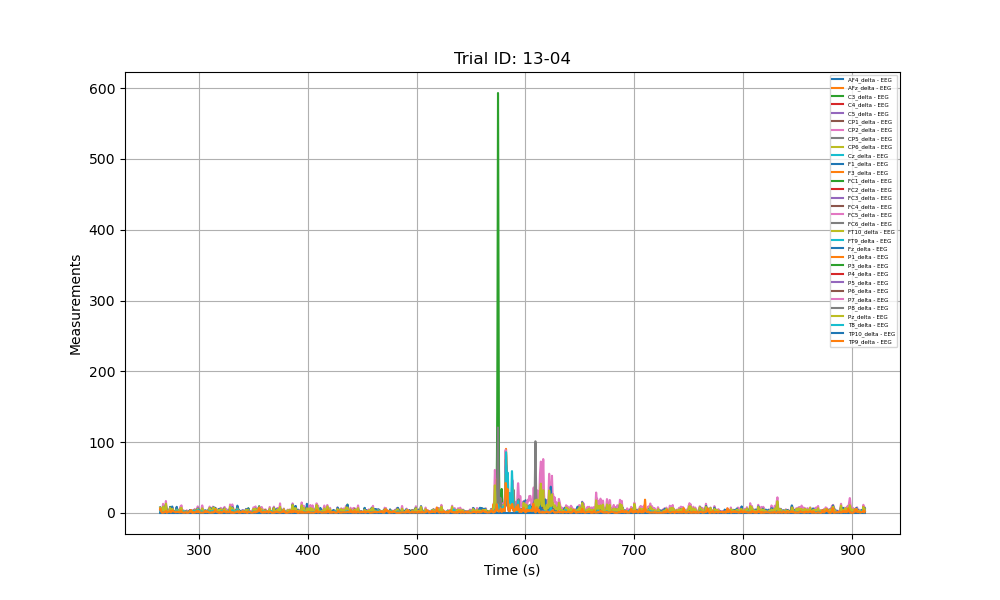 Trial ID: 13-04
600
500
400
300
200
100
0
Measurements
300
400
500
600
700
800
900
Time (s)
AF4_delta - EEG
AFz_delta - EEG
C3_delta - EEG
C4_delta - EEG
C5_delta - EEG
CP1_delta - EEG
CP2_delta - EEG
CP5_delta - EEG
CP6_delta - EEG
Cz_delta - EEG
F1_delta - EEG
F3_delta - EEG
FC1_delta - EEG
FC2_delta - EEG
FC3_delta - EEG
FC4_delta - EEG
FC5_delta - EEG
FC6_delta - EEG
FT10_delta - EEG
FT9_delta - EEG
Fz_delta - EEG
P1_delta - EEG
P3_delta - EEG
P4_delta - EEG
P5_delta - EEG
P6_delta - EEG
P7_delta - EEG
P8_delta - EEG
Pz_delta - EEG
T8_delta - EEG
TP10_delta - EEG
TP9_delta - EEG